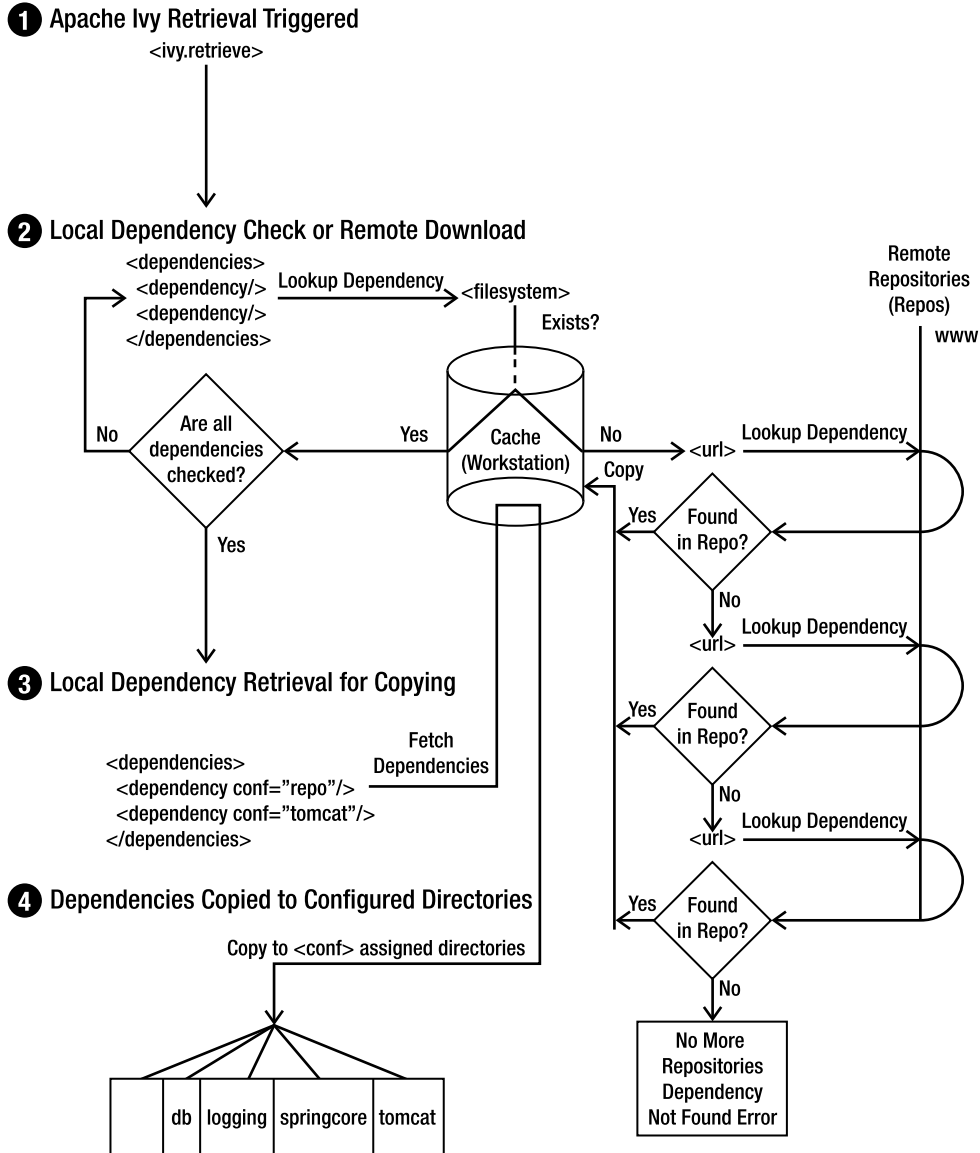 1 Apache Ivy Retrieval Triggered
<ivy.retrieve>
2 Local Dependency Check or Remote Download
<dependencies>
<dependency/>
<dependency/>
</dependencies>
Lookup Dependency
<filesystem>
Exists?
Remote
Repositories
(Repos)
www
Are all
dependencies
checked?
No
Yes
Yes
Cache
(Workstation)
No
Copy
<url>
Lookup Dependency
Found
in Repo?
Yes
No
<url>
Lookup Dependency
Found
in Repo?
Yes
No
<url>
Lookup Dependency
Found
in Repo?
Yes
No
No More
Repositories
Dependency
Not Found Error
3 Local Dependency Retrieval for Copying
<dependencies>
<dependency conf=”repo”/>
<dependency conf=”tomcat”/>
</dependencies>
Fetch
Dependencies
4 Dependencies Copied to Configured Directories
Copy to <conf> assigned directories
db
logging
springcore
tomcat